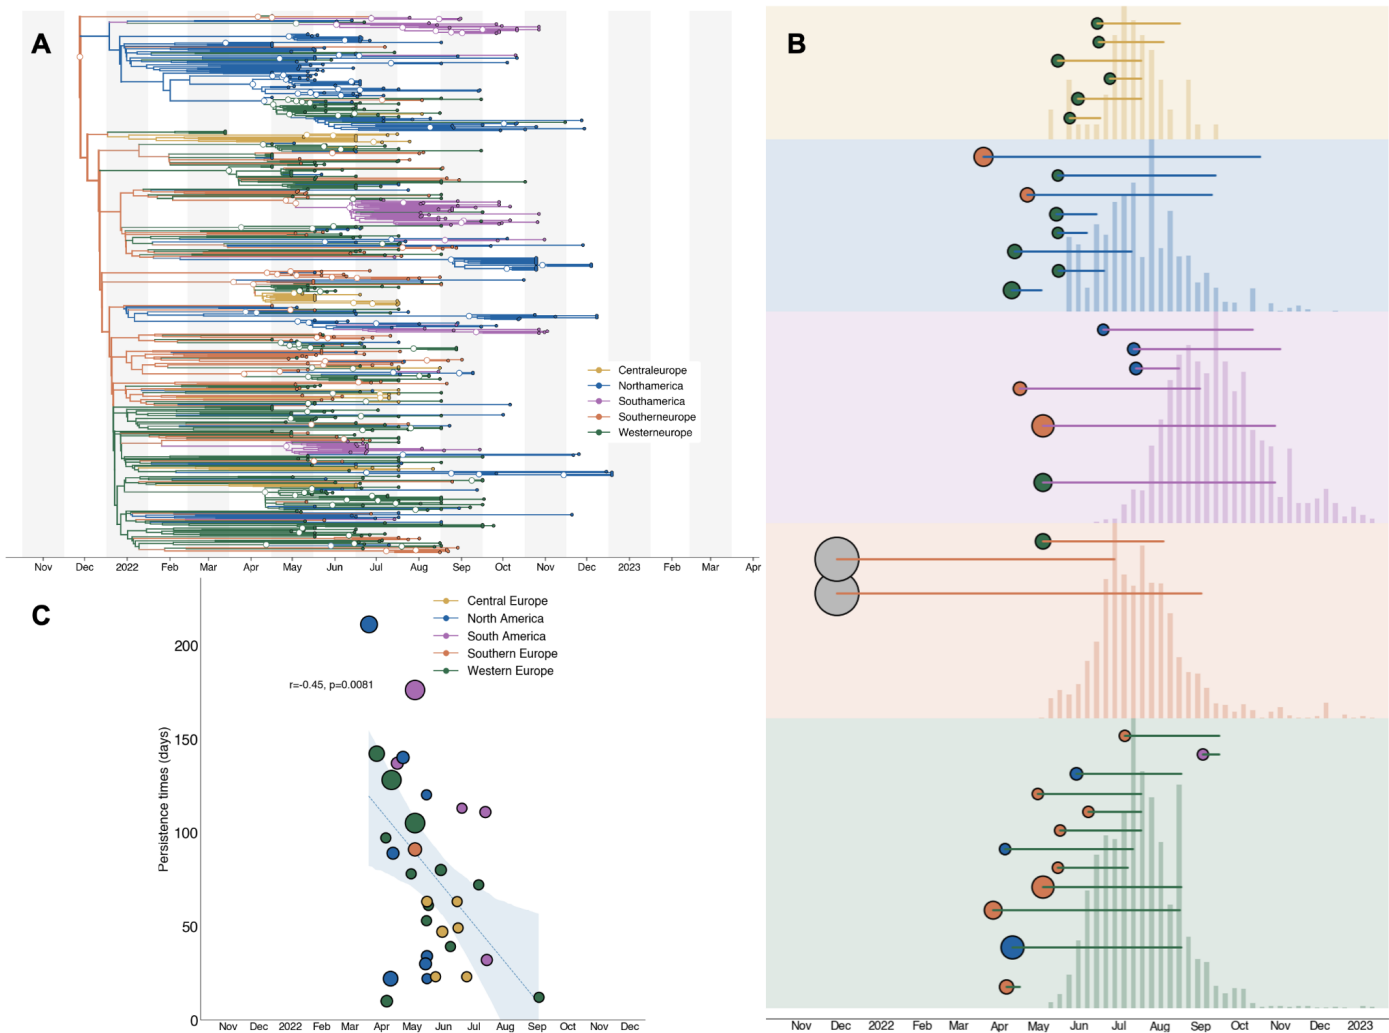 A
B
Centraleurope
Northamerica
Southamerica
Southerneurope
Westerneurope
Nov Dec 2022 Feb Mar Apr May Jun Jul Aug Sep Oct Nov Dec 2023 Feb Mar Apr
C
Central Europe
North America
South America
Southern Europe
Western Europe
r=-0.45, p=0.0081
Persistence times (days)
200
150
100
50
0
Nov Dec 2022 Feb Mar Apr May Jun Jul Aug Sep Oct Nov Dec
Nov Dec 2022 Feb Mar Apr May Jun Jul Aug Sep Oct Nov Dec 2023